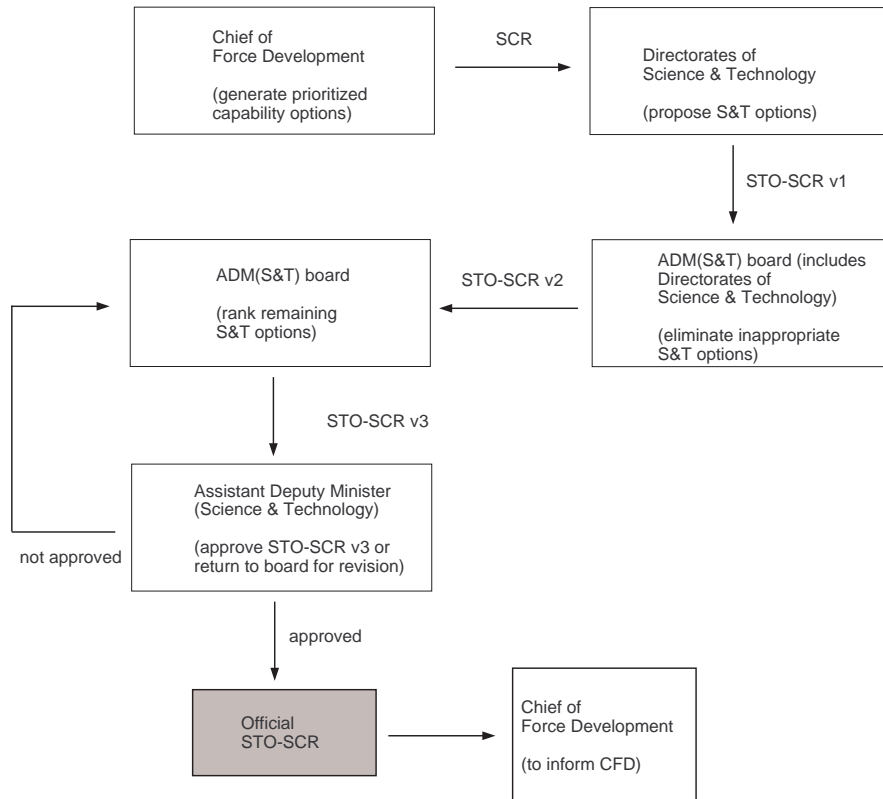 Chief of
Force Development
(generate prioritized
capability options)
SCR
Directorates of
Science & Technology
(propose S&T options)
STO-SCR v1
ADM(S&T) board (includes
Directorates of
Science & Technology)
(eliminate inappropriate
S&T options)
STO-SCR v2
ADM(S&T) board
(rank remaining
S&T options)
STO-SCR v3
Assistant Deputy Minister
(Science & Technology)
(approve STO-SCR v3 or
return to board for revision)
not approved
approved
Official
STO-SCR
Chief of
Force Development
(to inform CFD)